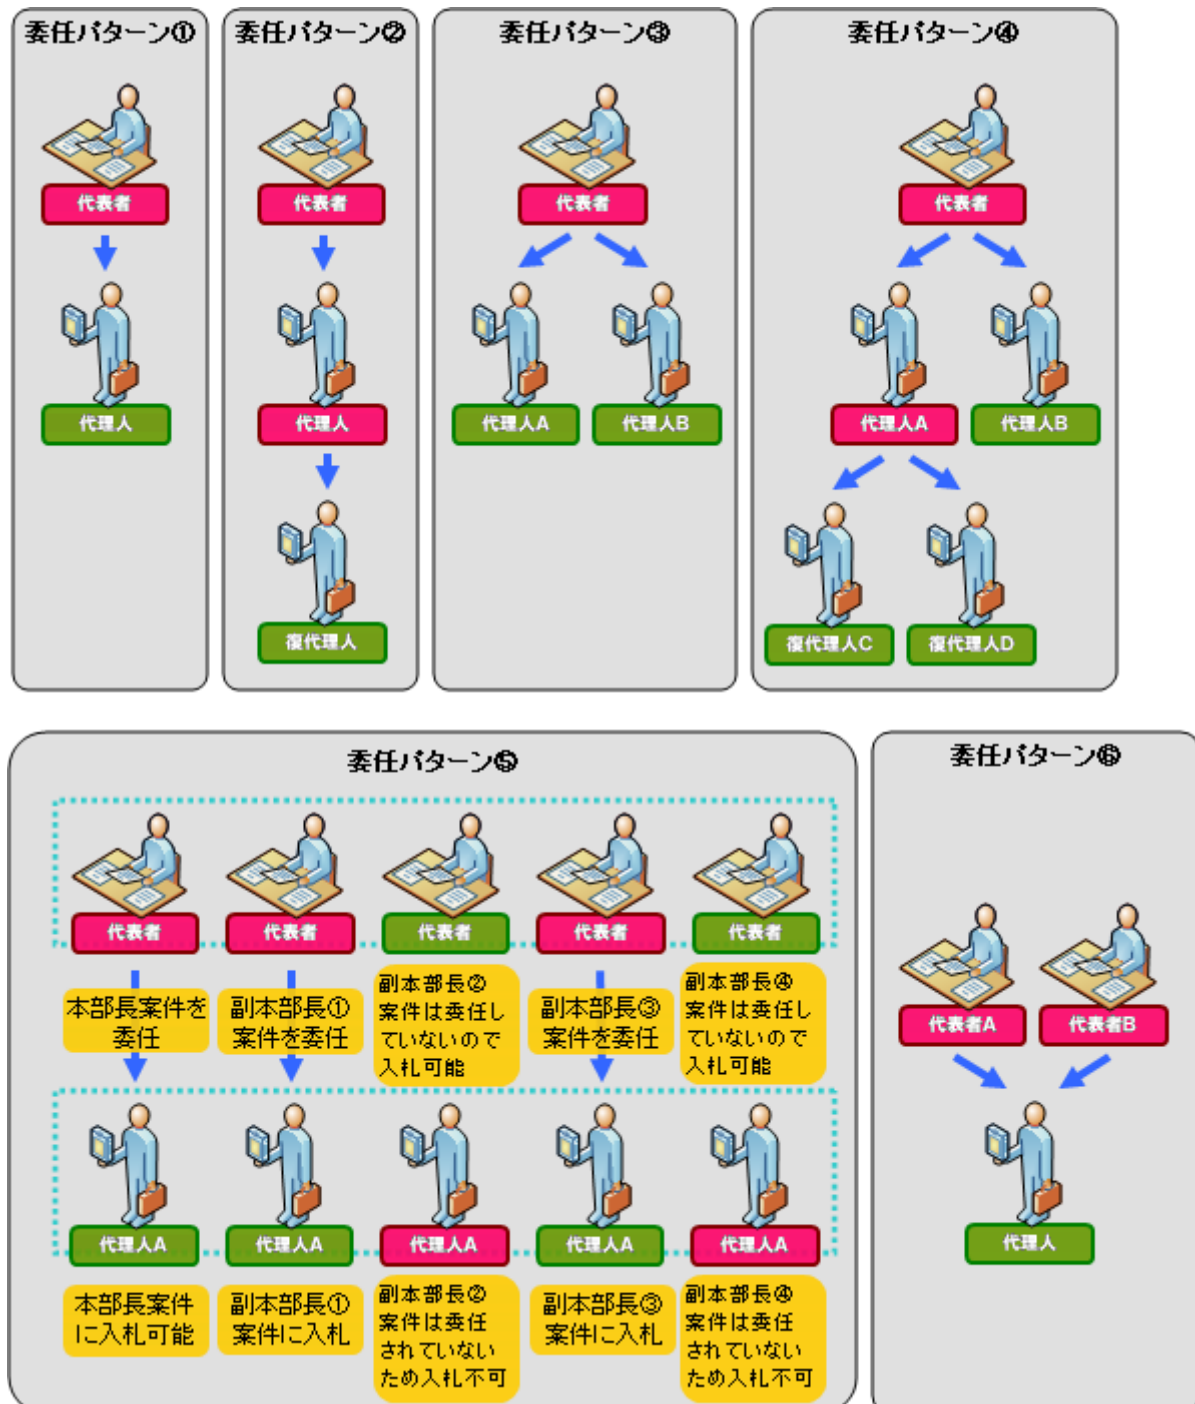 委任パターン①
代表者
代理人
委任パターン②
代表者
代理人
復代理人
委任パターン③
代表者
代理人A
代理人B
委任パターン④
代表者
代理人A
代理人B
復代理人C
復代理人D
委任パターン⑤
代表者
代表者
代表者
代表者
代表者
本部長案件を
委任
副本部長①
案件を委任
副本部長②
案件は委任し
ていないので
入札可能
副本部長③
案件を委任
副本部長④
案件は委任し
ていないので
入札可能
代理人A
代理人A
代理人A
代理人A
代理人A
本部長案件
に入札可能
副本部長①
案件に入札
副本部長②
案件は委任
されていない
ため入札不可
副本部長③
案件に入札
副本部長④
案件は委任
されていない
ため入札不可
委任パターン⑥
代表者A
代表者B
代理人